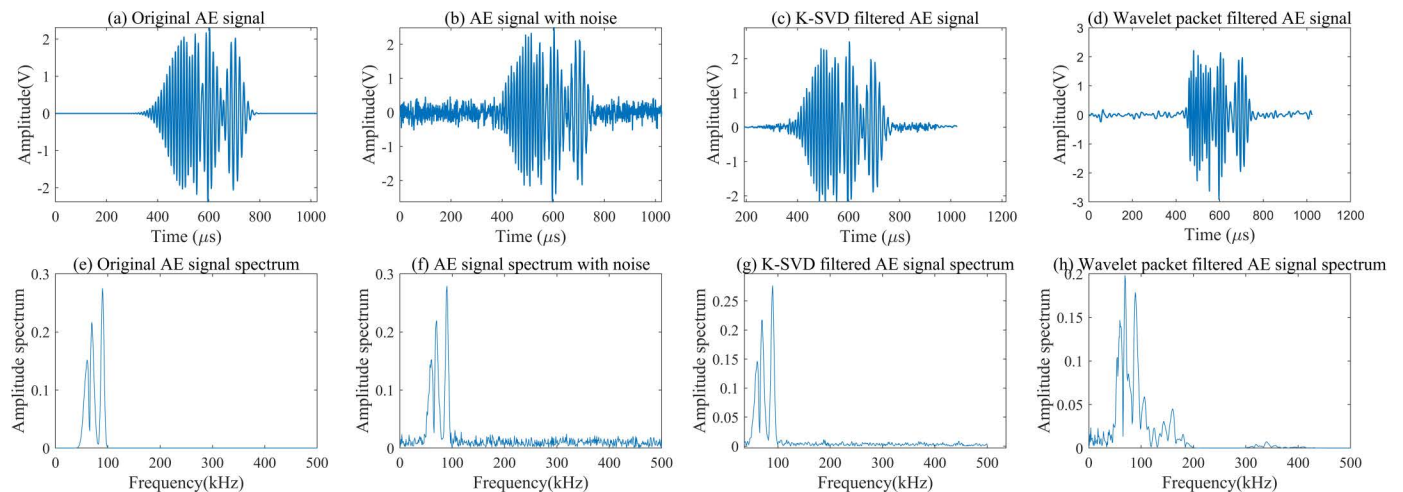 (a) Original AE signal
(b) AE signal with noise
(c) K-SVD filtered AE signal
(d) Wavelet packet filtered AE signal
Amplitude(V)
2
1
0
-1
-2
0 200 400 600 800 1000
Time (μs)
Amplitude(V)
2
1
0
-1
-2
0 200 400 600 800 1000
Time (μs)
Amplitude(V)
2
1
0
-1
-2
200 400 600 800 1000 1200
Time (μs)
Amplitude(V)
3
2
1
0
-1
-2
-3
0 200 400 600 800 1000 1200
Time (μs)
(e) Original AE signal spectrum
(f) AE signal spectrum with noise
(g) K-SVD filtered AE signal spectrum
(h) Wavelet packet filtered AE signal spectrum
Amplitude spectrum
0.3
0.2
0.1
0
0 100 200 300 400 500
Frequency(kHz)
Amplitude spectrum
0.3
0.2
0.1
0
0 100 200 300 400 500
Frequency(kHz)
Amplitude spectrum
0.25
0.2
0.15
0.1
0.05
0
100 200 300 400 500
Frequency(kHz)
Amplitude spectrum
0.2
0.15
0.1
0.05
0
0 100 200 300 400 500
Frequency(kHz)